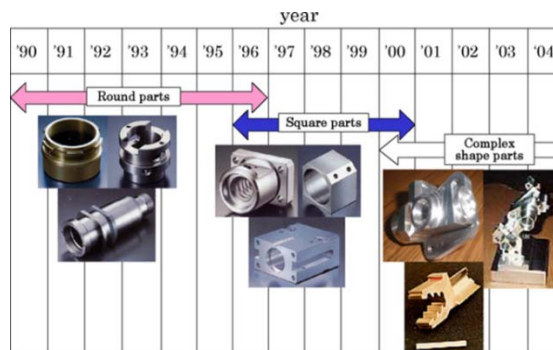 year
'90 '91 '92 '93 '94 '95 '96 '97 '98 '99 '00 '01 '02 '03 '04
Round parts
Square parts
Complex
shape parts